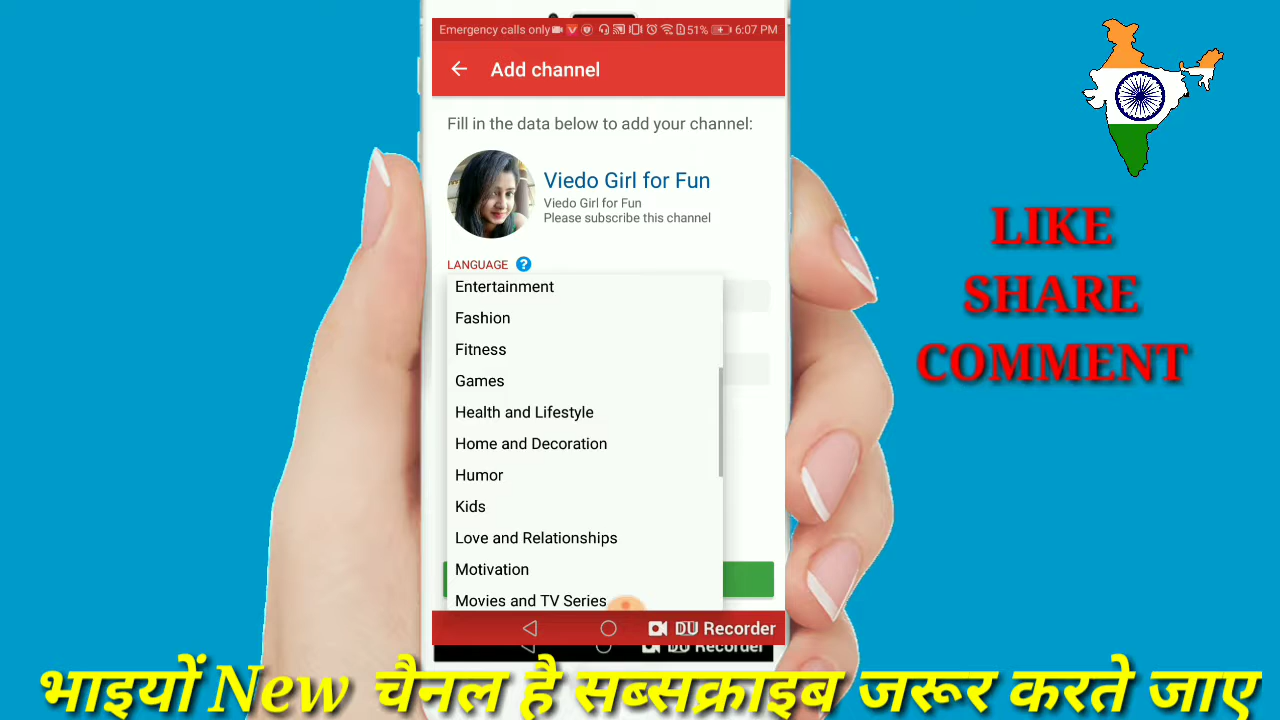 Emergency calls only 51% 6:07 PM
Add channel
Fill in the data below to add your channel:
Viedo Girl for Fun
Viedo Girl for Fun
Please subscribe this channel
LANGUAGE ?
Entertainment
Fashion
Fitness
Games
Health and Lifestyle
Home and Decoration
Humor
Kids
Love and Relationships
Motivation
Movies and TV Series
DU Recorder
DU Recorder
LIKE
SHARE
COMMENT
भाइयों New चैनल है सब्सक्राइब जरूर करते जाए